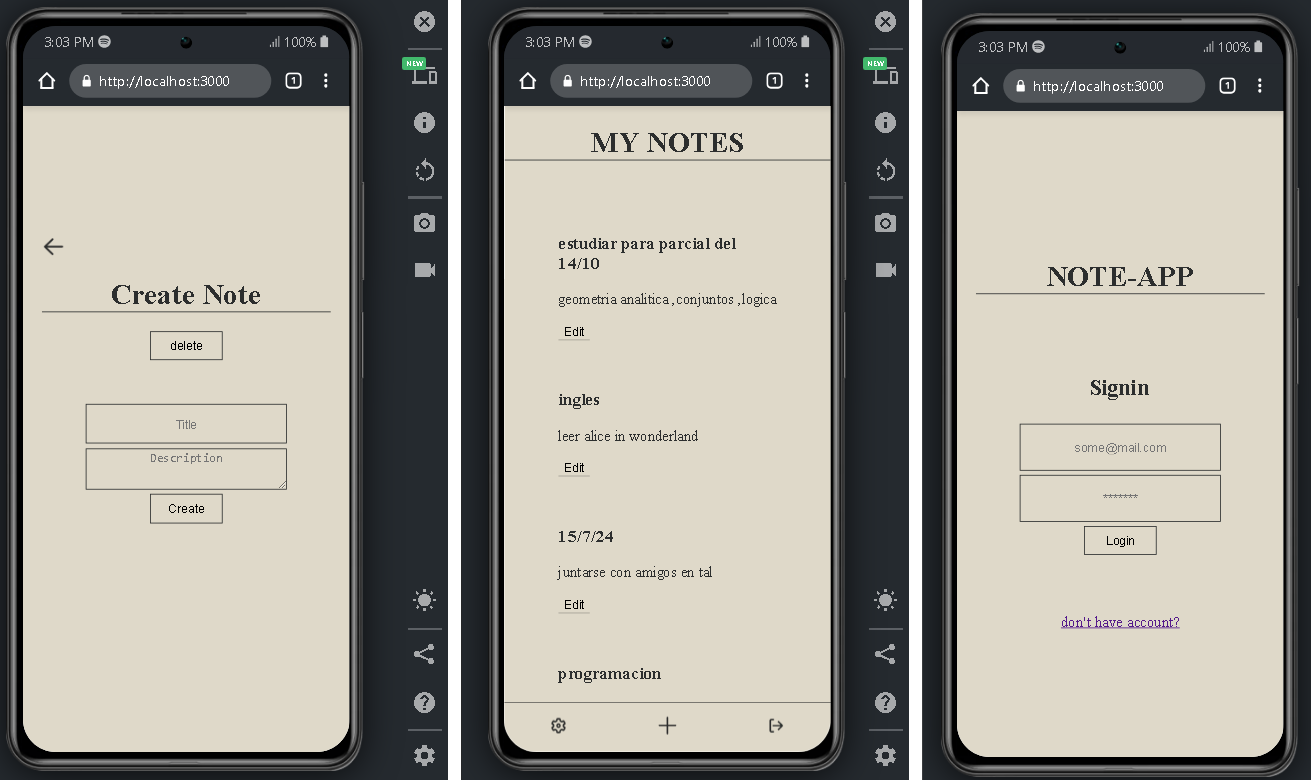 3:03 PM
100%
NEW
http://localhost:3000
1
Create Note
delete
Title
Description
Create
3:03 PM
100%
NEW
http://localhost:3000
1
MY NOTES
estudiar para parcial del
14/10
geometria analitica ,conjuntos ,logica
Edit
ingles
leer alice in wonderland
Edit
15/7/24
juntarse con amigos en tal
Edit
programacion
3:03 PM
100%
http://localhost:3000
1
NOTE-APP
Signin
some@mail.com
*******
Login
don't have account?